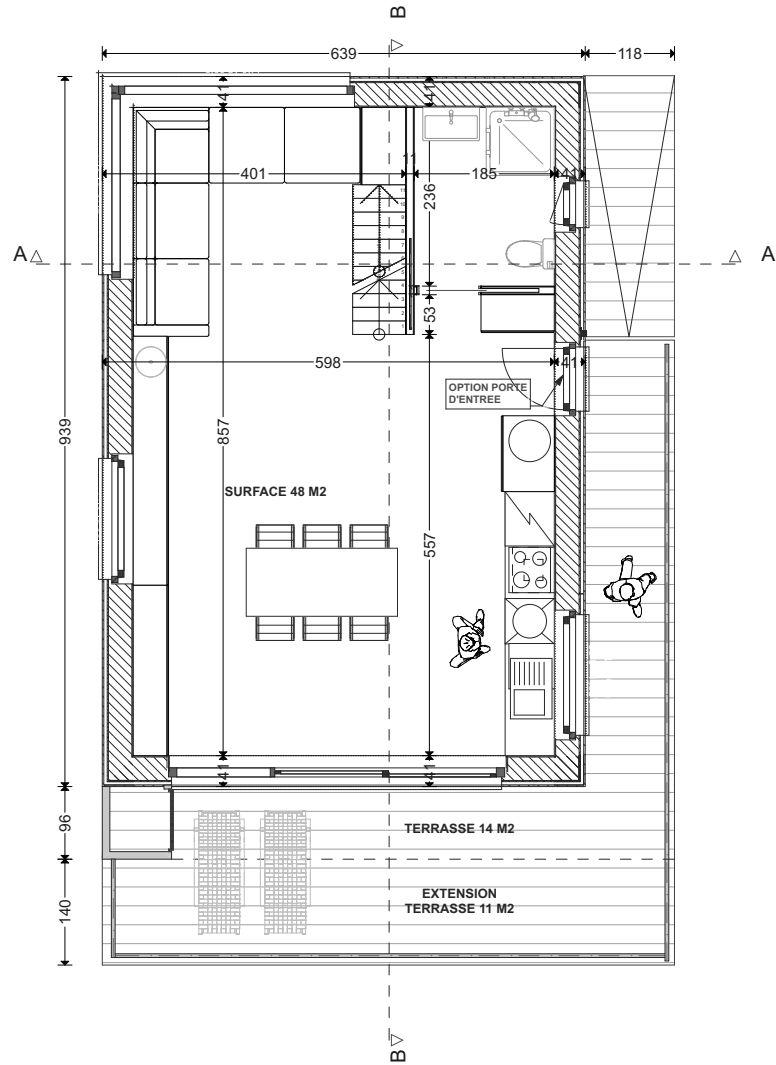 B
639
118
41
41
11
401
185
41
236
A
A
53
598
41
OPTION PORTE
D'ENTREE
939
857
SURFACE 48 M2
557
41
41
96
TERRASSE 14 M2
140
EXTENSION
TERRASSE 11 M2
B